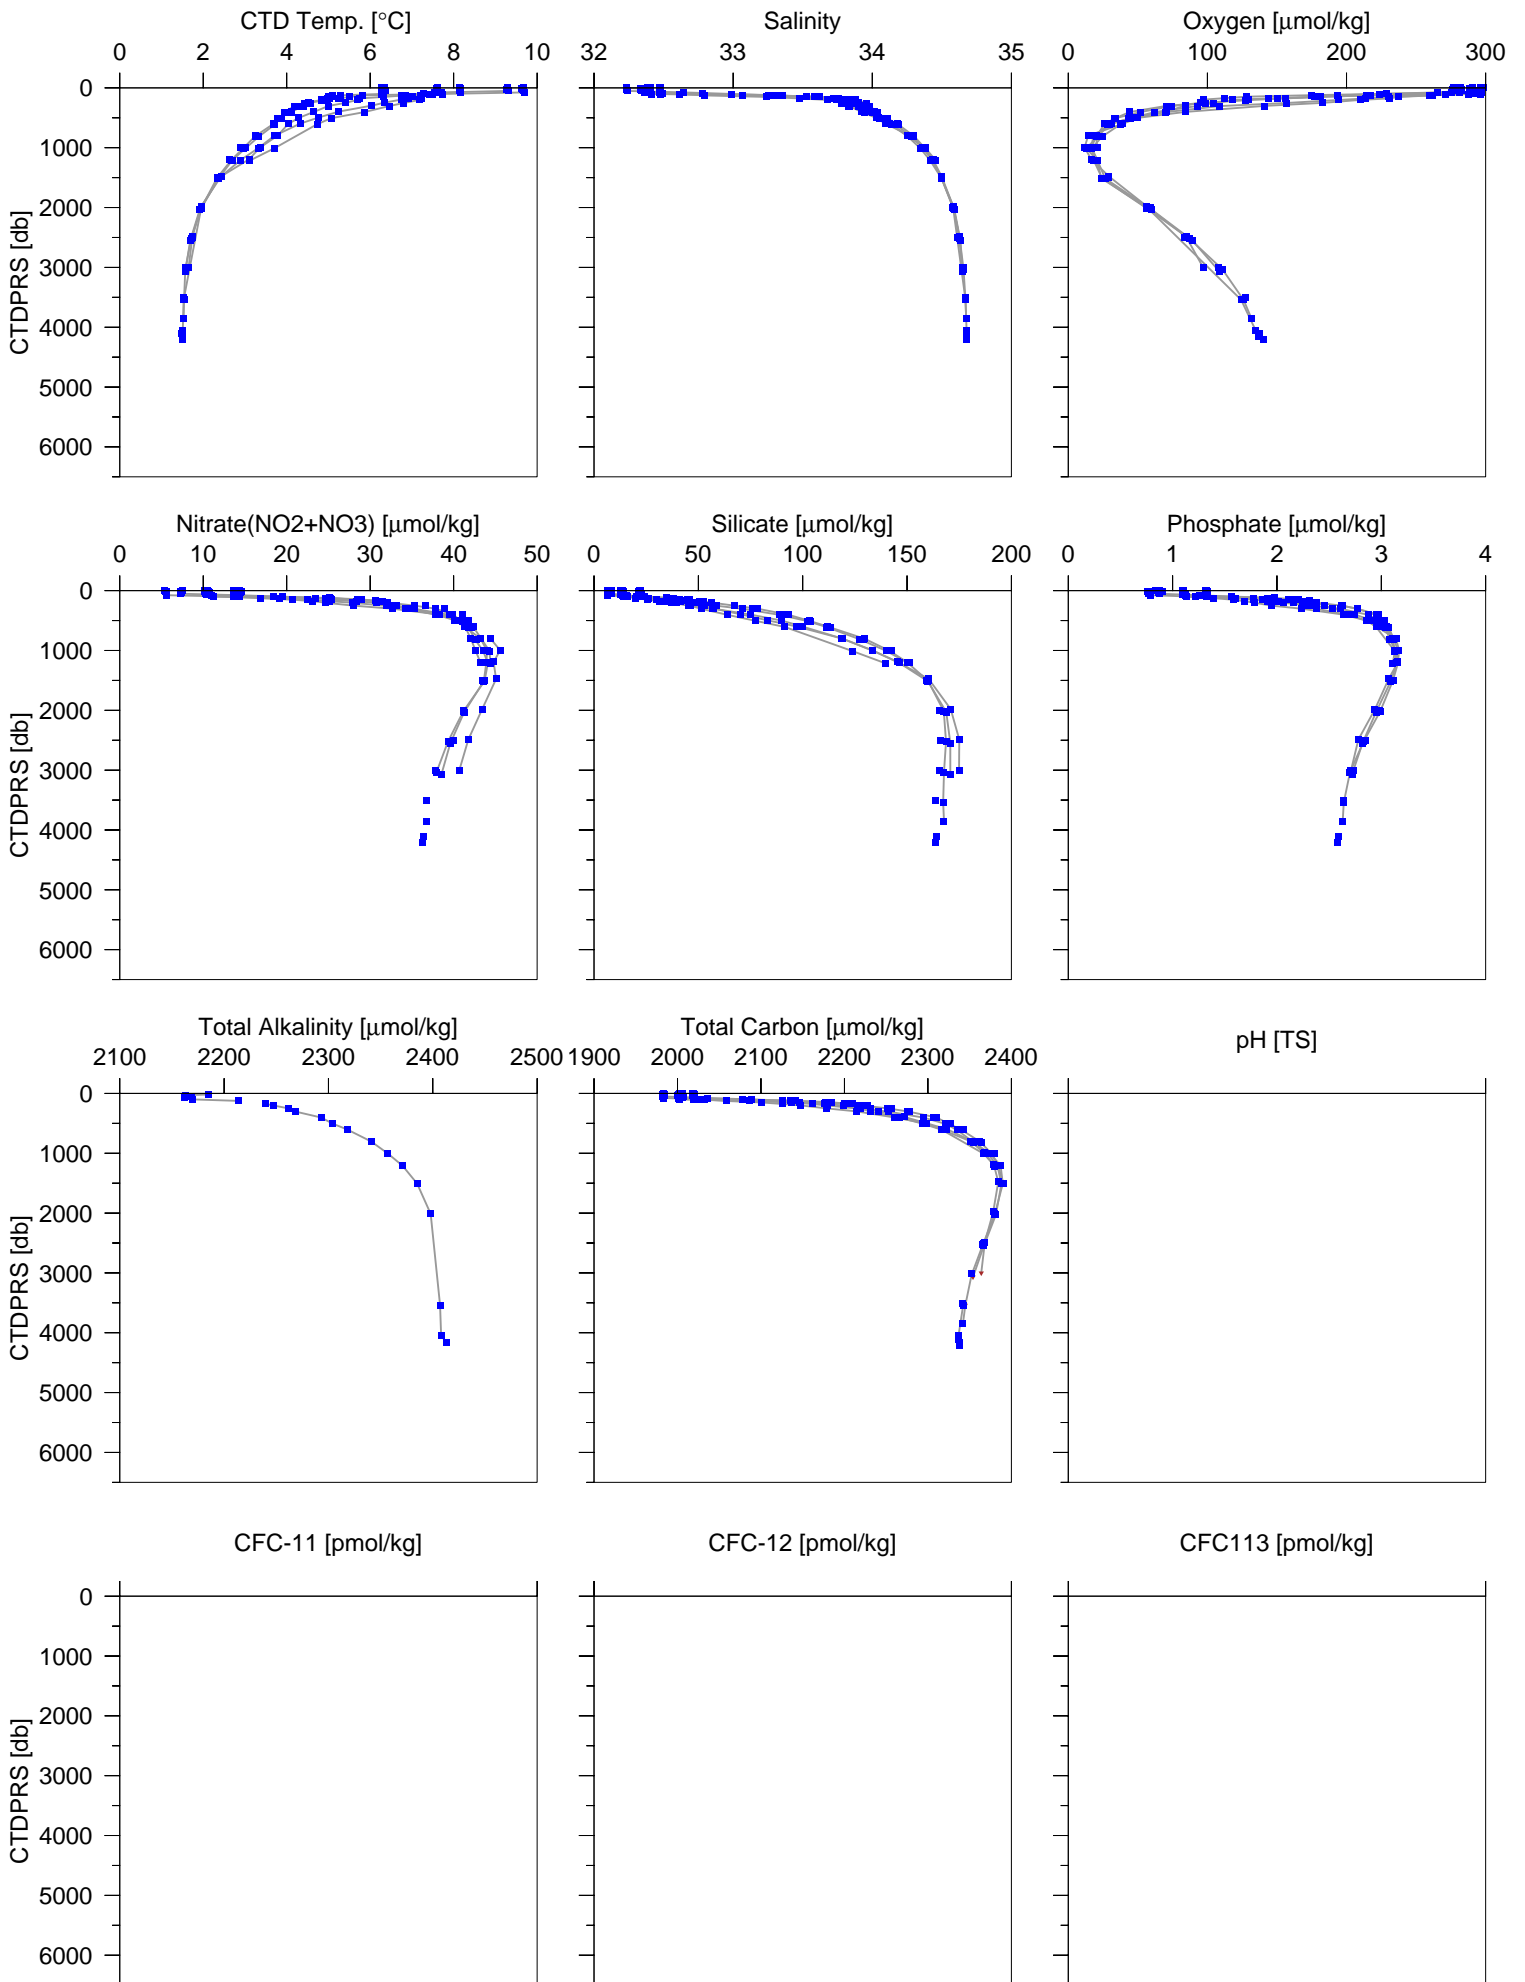 CTD Temp. [°C] Salinity Oxygen [μmol/kg]
0 2 4 6 8 10 32 33 34 35 0 100 200 300
0
1000
2000
3000
4000
5000
6000
CTDPRS [db]
Nitrate(NO2+NO3) [μmol/kg] Silicate [μmol/kg] Phosphate [μmol/kg]
0 10 20 30 40 50 0 50 100 150 200 0 1 2 3 4
0
1000
2000
3000
4000
5000
6000
CTDPRS [db]
Total Alkalinity [μmol/kg] Total Carbon [μmol/kg] pH [TS]
2100 2200 2300 2400 2500 1900 2000 2100 2200 2300 2400
0
1000
2000
3000
4000
5000
6000
CTDPRS [db]
CFC-11 [pmol/kg] CFC-12 [pmol/kg] CFC113 [pmol/kg]
0
1000
2000
3000
4000
5000
6000
CTDPRS [db]